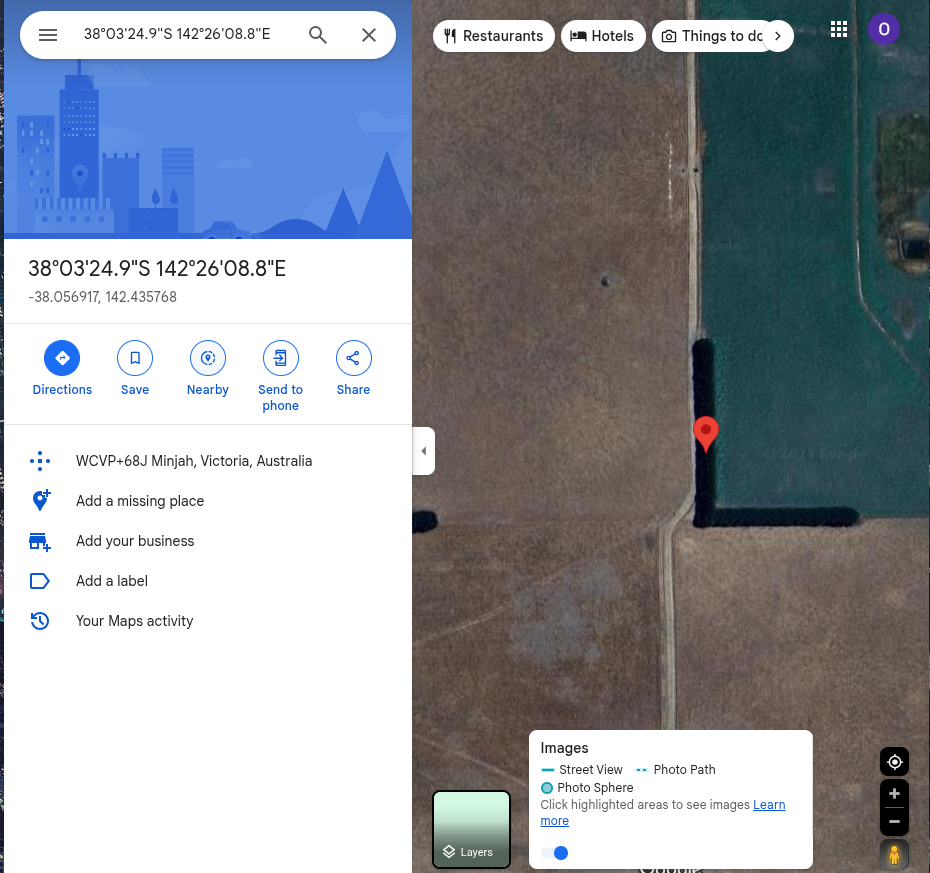 38°03'24.9"S 142°26'08.8"E
Restaurants
Hotels
Things to do
O
38°03'24.9"S 142°26'08.8"E
-38.056917, 142.435768
Directions
Save
Nearby
Send to
phone
Share
WCVP+68J Minjah, Victoria, Australia
Add a missing place
Add your business
Add a label
Your Maps activity
Images
Street View
Photo Path
Photo Sphere
Click highlighted areas to see images Learn
more
Layers